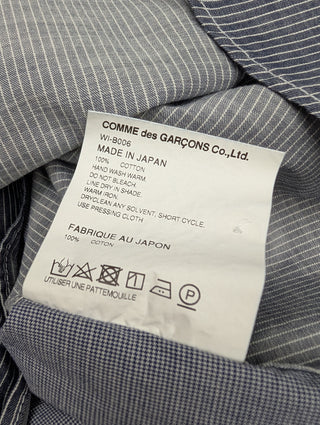 COMME des GARÇONS Co., Ltd.
WI-B006
MADE IN JAPAN
100% COTTON
HAND WASH WARM
DO NOT BLEACH.
LINE DRY IN SHADE.
WARM IRON.
DRYCLEAN ANY SOLVENT, SHORT CYCLE.
USE PRESSING CLOTH
FABRIQUE AU JAPON
100% COTTON
P
UTILISER UNE PATTEMOUILLE